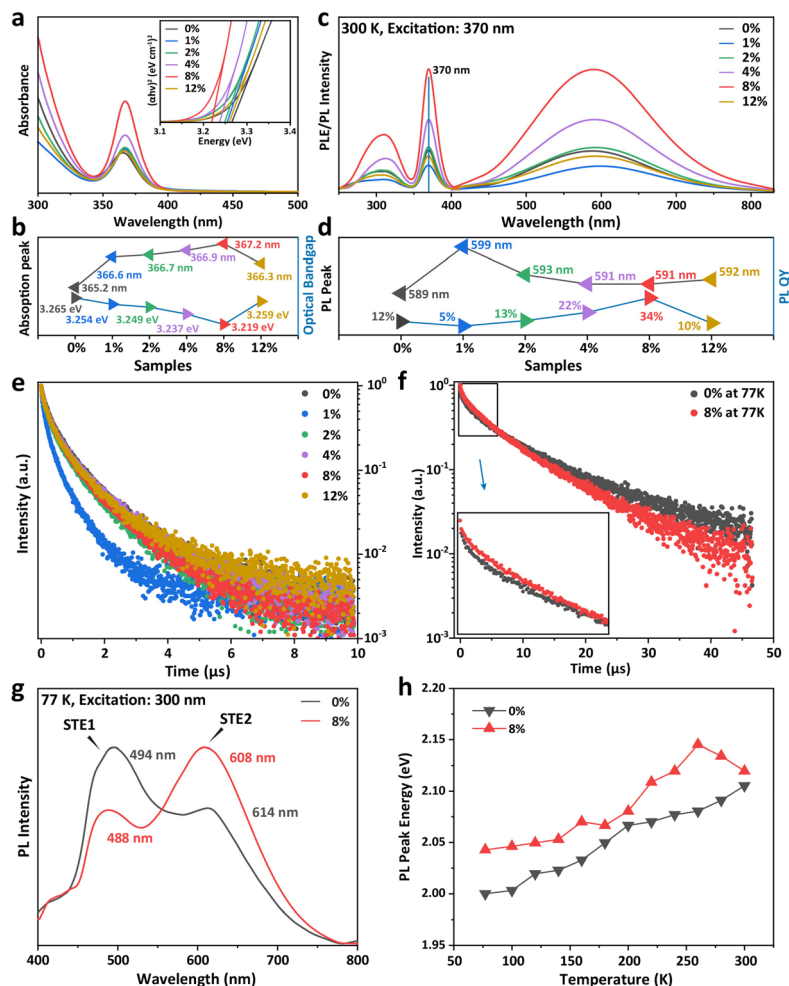 a
Absorbance
(αhν)² (eV cm⁻¹)²
0%
1%
2%
4%
8%
12%
3.1 3.2 3.3 3.4
Energy (eV)
300 350 400 450 500
Wavelength (nm)
c
300 K, Excitation: 370 nm
370 nm
PLE/PL Intensity
0%
1%
2%
4%
8%
12%
300 400 500 600 700 800
Wavelength (nm)
b
Absoption peak
Optical Bandgap
365.2 nm
366.6 nm
366.7 nm
366.9 nm
367.2 nm
366.3 nm
3.265 eV
3.254 eV
3.249 eV
3.237 eV
3.219 eV
3.259 eV
0% 1% 2% 4% 8% 12%
Samples
d
PL Peak
PL QY
589 nm
599 nm
593 nm
591 nm
591 nm
592 nm
12%
5%
13%
22%
34%
10%
0% 1% 2% 4% 8% 12%
Samples
e
0%
1%
2%
4%
8%
12%
10⁰
10⁻¹
10⁻²
10⁻³
Intensity (a.u.)
0 2 4 6 8 10
Time (μs)
f
0% at 77K
8% at 77K
10⁰
10⁻¹
10⁻²
10⁻³
Intensity (a.u.)
0 10 20 30 40 50
Time (μs)
g
77 K, Excitation: 300 nm
0%
8%
STE1
STE2
494 nm
608 nm
488 nm
614 nm
PL Intensity
400 500 600 700 800
Wavelength (nm)
h
0%
8%
2.20
2.15
2.10
2.05
2.00
1.95
PL Peak Energy (eV)
50 100 150 200 250 300
Temperature (K)